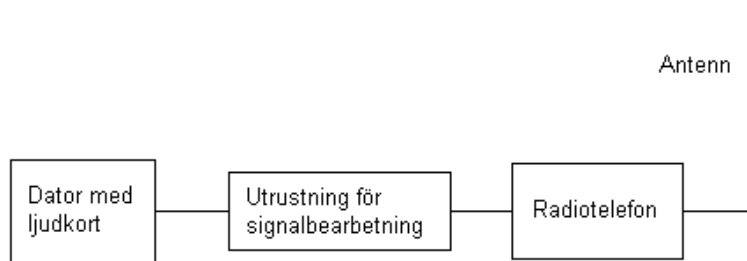 Antenn
Dator med
ljudkort
Utrustning för
signalbearbetning
Radiotelefon